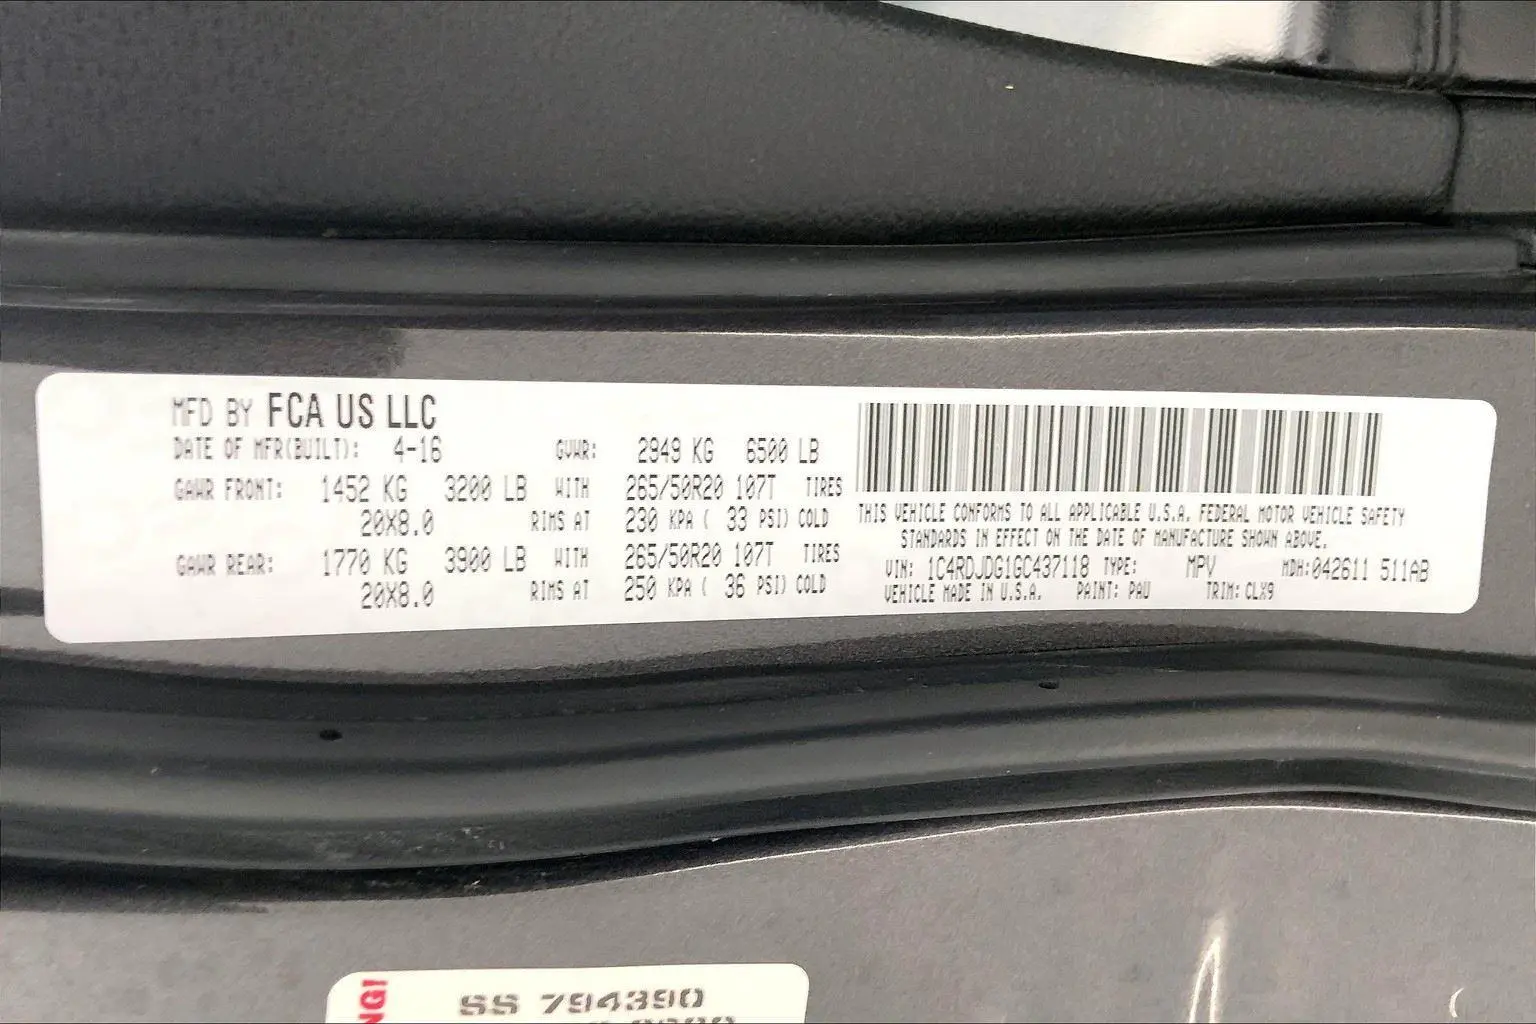 MFD BY FCA US LLC
DATE OF MFR(BUILT): 4-16 GVWR: 2949 KG 6500 LB
GAWR FRONT: 1452 KG 3200 LB WITH 265/50R20 107T TIRES
20X8.0 RIMS AT 230 KPA ( 33 PSI) COLD
GAWR REAR: 1770 KG 3900 LB WITH 265/50R20 107T TIRES
20X8.0 RIMS AT 250 KPA ( 36 PSI) COLD
THIS VEHICLE CONFORMS TO ALL APPLICABLE U.S.A. FEDERAL MOTOR VEHICLE SAFETY
STANDARDS IN EFFECT ON THE DATE OF MANUFACTURE SHOWN ABOVE.
VIN: 1C4RDJDG1GC437118 TYPE: MPV MDH:042611 511AB
VEHICLE MADE IN U.S.A. PAINT: PAU TRIM: CLX9
SS 794390